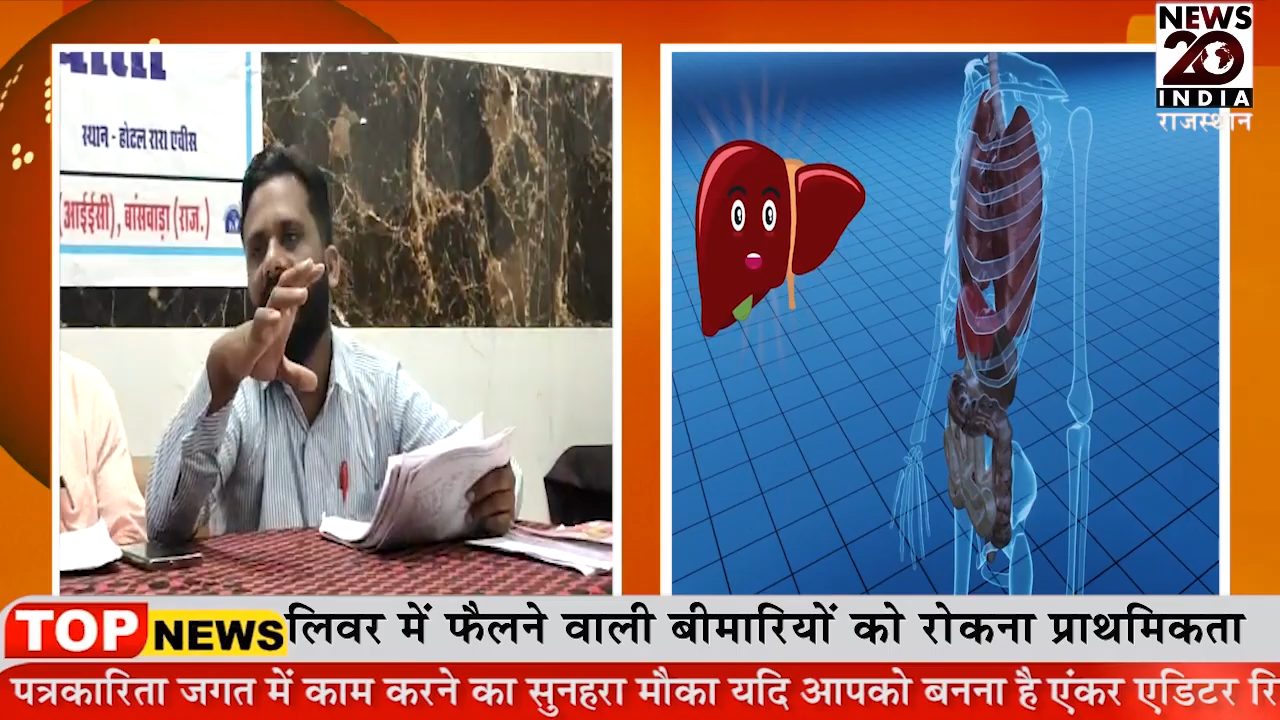 NEWS
20
INDIA
राजस्थान
स्थान - होटल रारा एवीस
(आईईसी), बांसवाड़ा (राज.)
TOP NEWS लिवर में फैलने वाली बीमारियों को रोकना प्राथमिकता
पत्रकारिता जगत में काम करने का सुनहरा मौका यदि आपको बनना है एंकर एडिटर रि